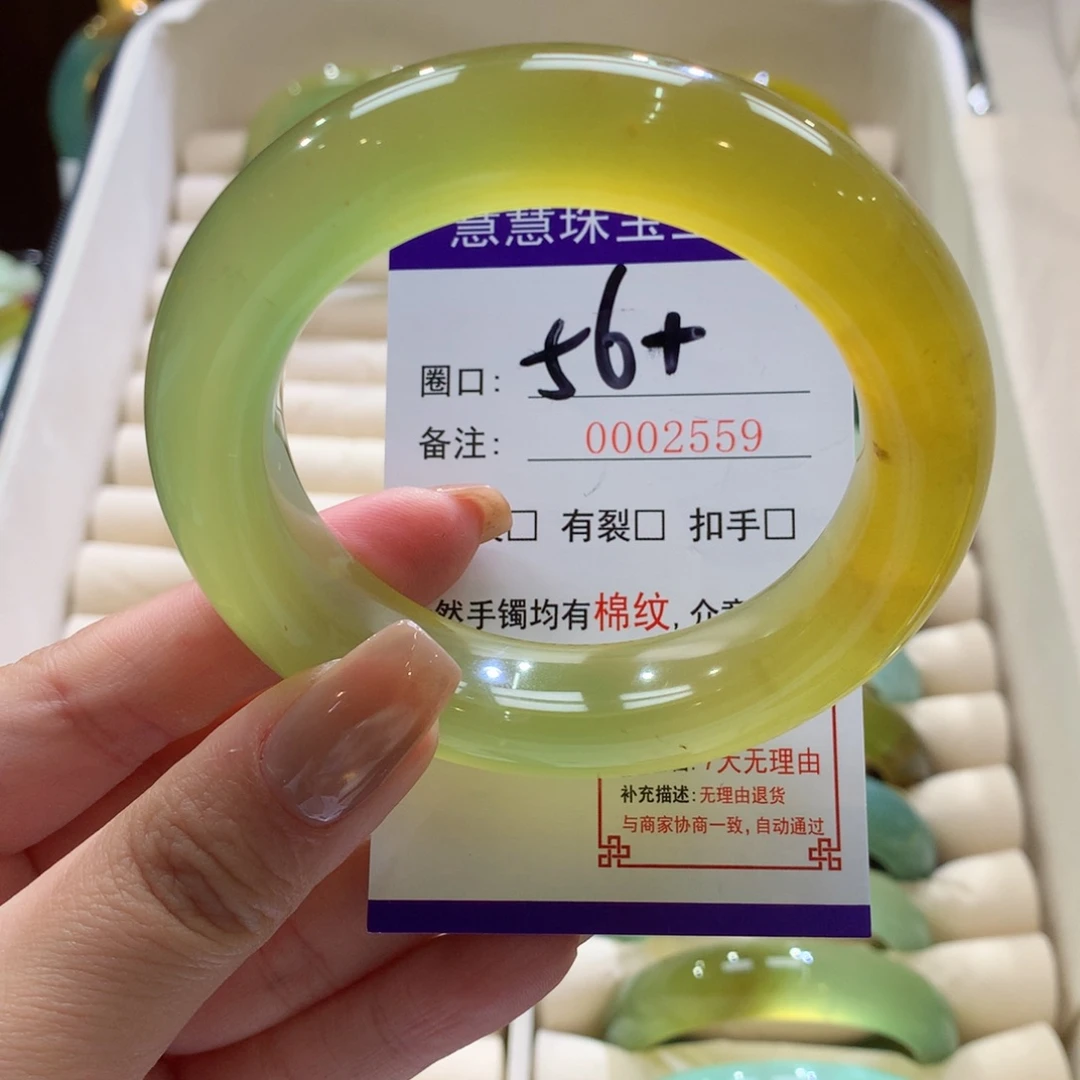 慧慧珠宝
圈口: 56+
备注: 0002559
□ 有裂□ 扣手□
然手镯均有棉纹, 介意
7天无理由
补充描述: 无理由退货
与商家协商一致, 自动通过